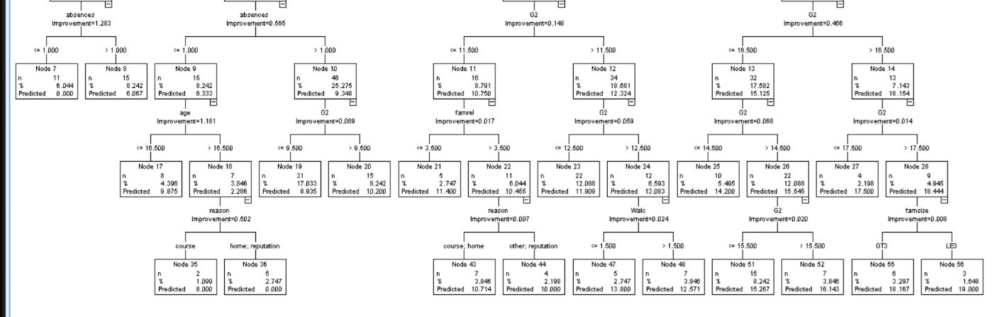 absences
Improvement=1.283
absences
Improvement=0.565
G2
Improvement=0.148
G2
Improvement=0.466
<= 1.000
> 1.000
<= 1.000
> 1.000
<= 11.500
> 11.500
<= 16.500
> 16.500
Node 7
n 11
% 6.044
Predicted 0.000
Node 8
n 15
% 8.242
Predicted 6.067
Node 9
n 15
% 8.242
Predicted 6.333
Node 10
n 46
% 25.275
Predicted 9.348
Node 11
n 16
% 8.791
Predicted 10.750
Node 12
n 34
% 18.681
Predicted 12.324
Node 13
n 32
% 17.582
Predicted 15.125
Node 14
n 13
% 7.143
Predicted 18.154
age
Improvement=1.181
G2
Improvement=0.089
famrel
Improvement=0.017
G2
Improvement=0.059
G2
Improvement=0.068
G2
Improvement=0.014
<= 16.500
> 16.500
<= 9.500
> 9.500
<= 3.500
> 3.500
<= 12.500
> 12.500
<= 14.500
> 14.500
<= 17.500
> 17.500
Node 17
n 8
% 4.396
Predicted 9.875
Node 18
n 7
% 3.846
Predicted 2.286
Node 19
n 31
% 17.033
Predicted 8.935
Node 20
n 15
% 8.242
Predicted 10.200
Node 21
n 5
% 2.747
Predicted 11.400
Node 22
n 11
% 6.044
Predicted 10.455
Node 23
n 22
% 12.088
Predicted 11.909
Node 24
n 12
% 6.593
Predicted 13.083
Node 25
n 10
% 5.495
Predicted 14.200
Node 26
n 22
% 12.088
Predicted 15.545
Node 27
n 4
% 2.198
Predicted 17.500
Node 28
n 9
% 4.945
Predicted 18.444
reason
Improvement=0.502
reason
Improvement=0.007
Walc
Improvement=0.024
G2
Improvement=0.020
famsize
Improvement=0.008
course
home; reputation
course; home
other; reputation
<= 1.500
> 1.500
<= 15.500
> 15.500
GT3
LE3
Node 35
n 2
% 1.099
Predicted 8.000
Node 36
n 5
% 2.747
Predicted 0.000
Node 43
n 7
% 3.846
Predicted 10.714
Node 44
n 4
% 2.198
Predicted 10.000
Node 47
n 5
% 2.747
Predicted 13.800
Node 48
n 7
% 3.846
Predicted 12.571
Node 51
n 15
% 8.242
Predicted 15.267
Node 52
n 7
% 3.846
Predicted 16.143
Node 55
n 6
% 3.297
Predicted 18.167
Node 56
n 3
% 1.648
Predicted 19.000